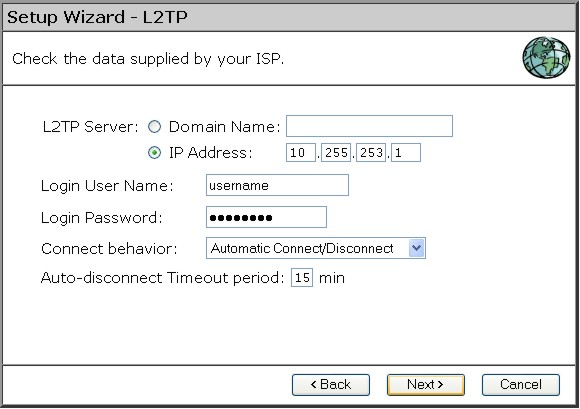 Setup Wizard - L2TP
Check the data supplied by your ISP.
L2TP Server: Domain Name:
IP Address: 10 . 255 . 253 . 1
Login User Name: username
Login Password: ●●●●●●●●
Connect behavior: Automatic Connect/Disconnect
Auto-disconnect Timeout period: 15 min
< Back Next > Cancel